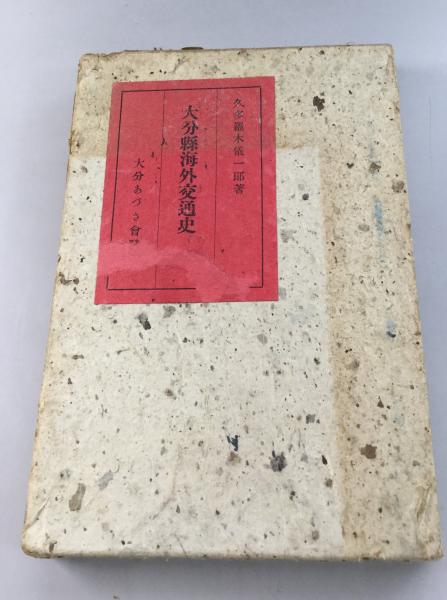 久多羅木儀一郎著
大分縣海外交通史
大分あづさ會